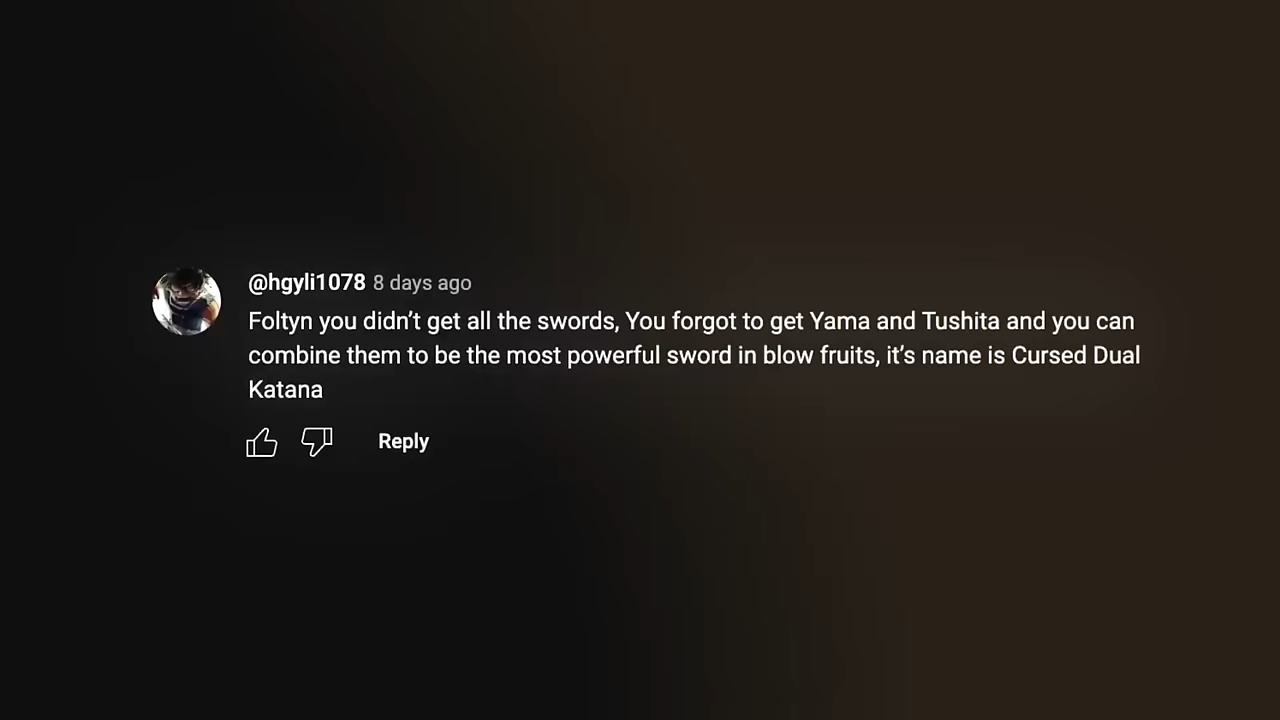 @hgyli1078 8 days ago
Foltyn you didn’t get all the swords, You forgot to get Yama and Tushita and you can
combine them to be the most powerful sword in blow fruits, it’s name is Cursed Dual
Katana
Reply